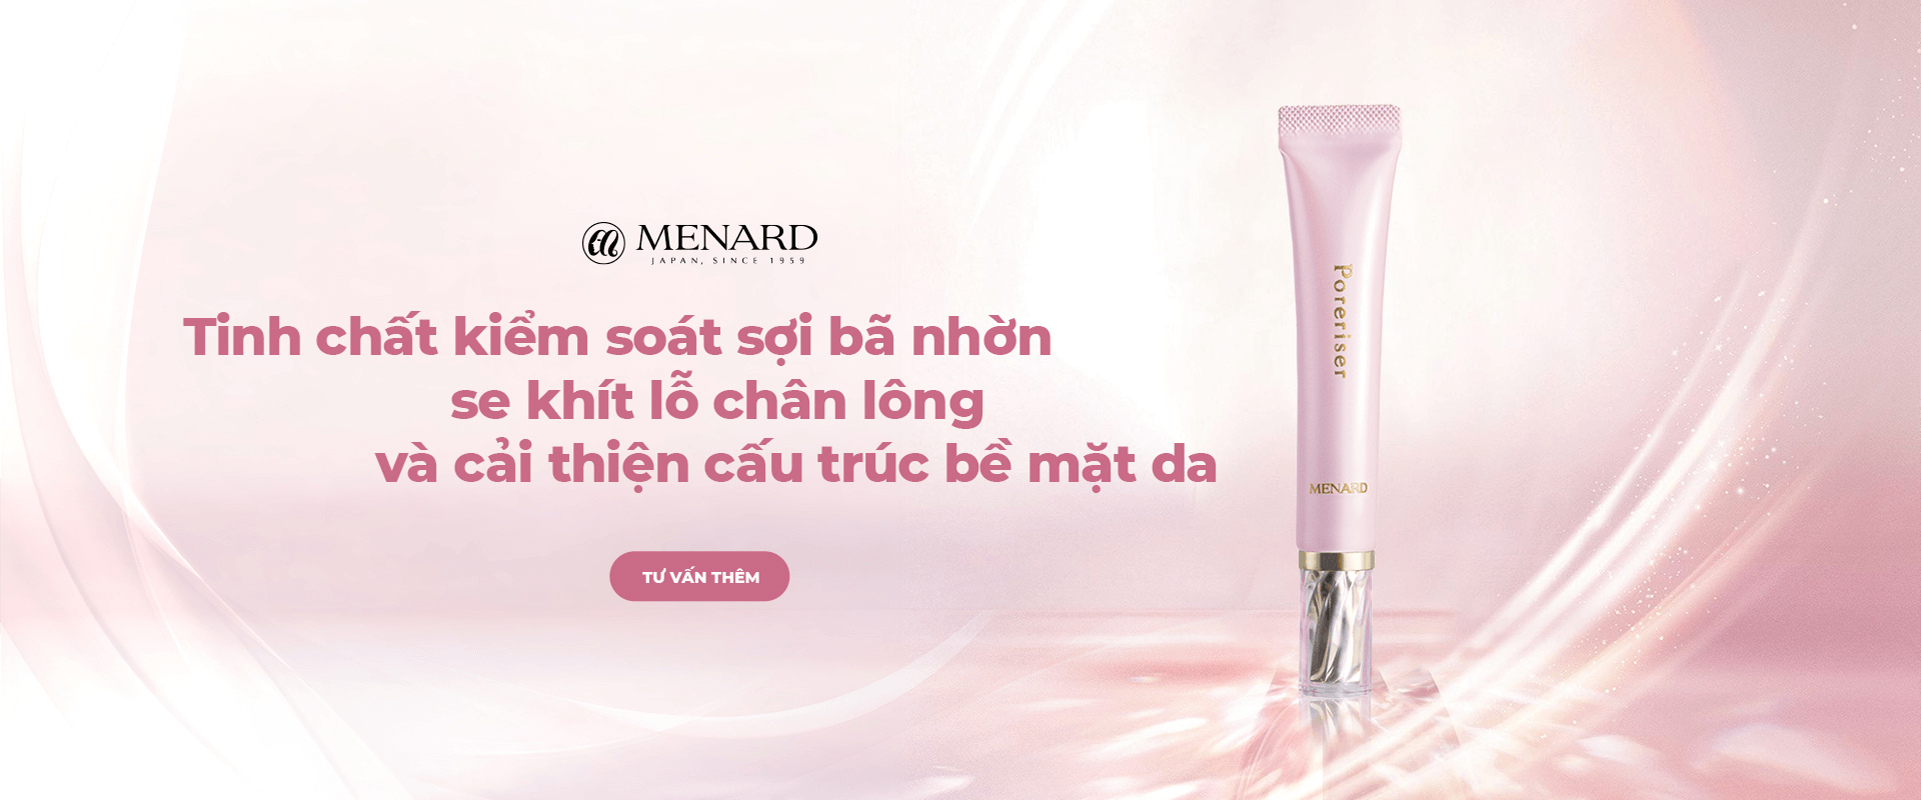 MENARD
JAPAN, SINCE 1959
Tinh chất kiểm soát sợi bã nhờn
se khít lỗ chân lông
và cải thiện cấu trúc bề mặt da
TƯ VẤN THÊM
Poreriser
MENARD